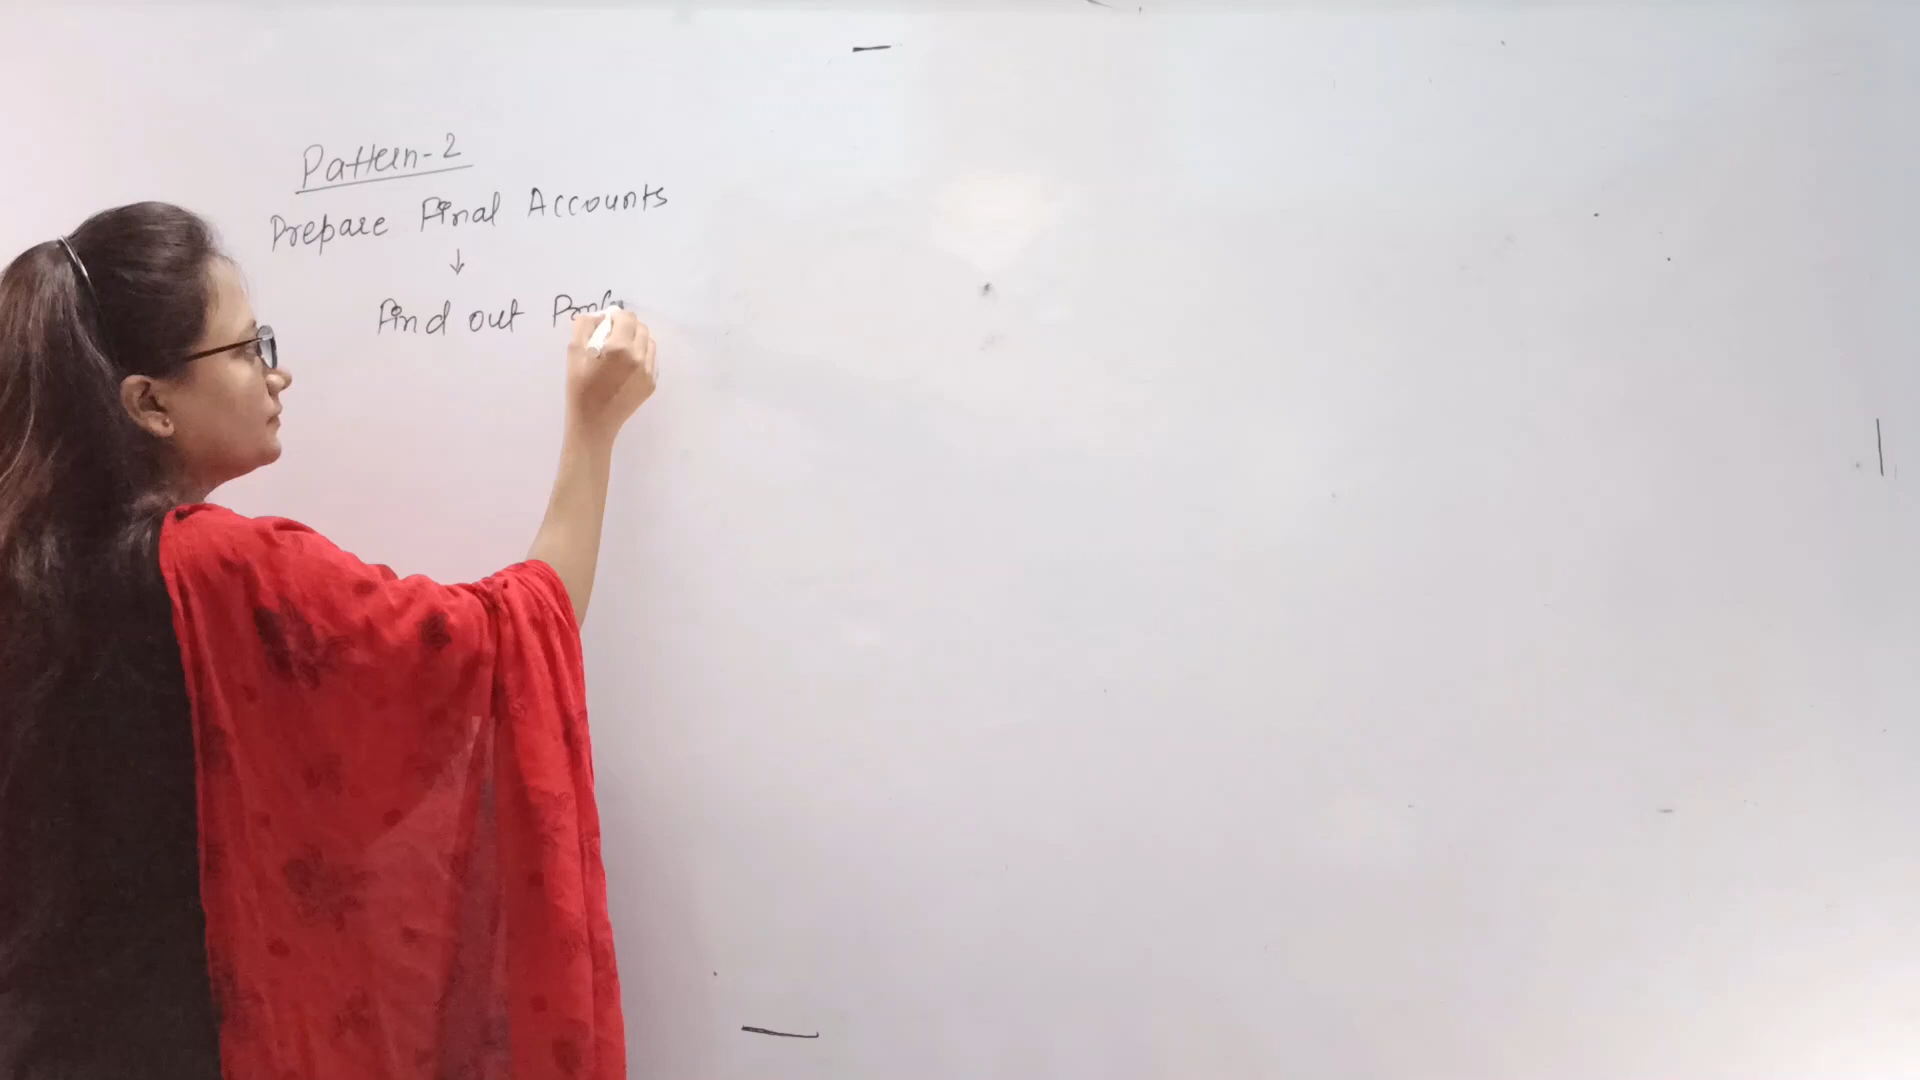 Pattern-2
Prepare Final Accounts
↓
Find out